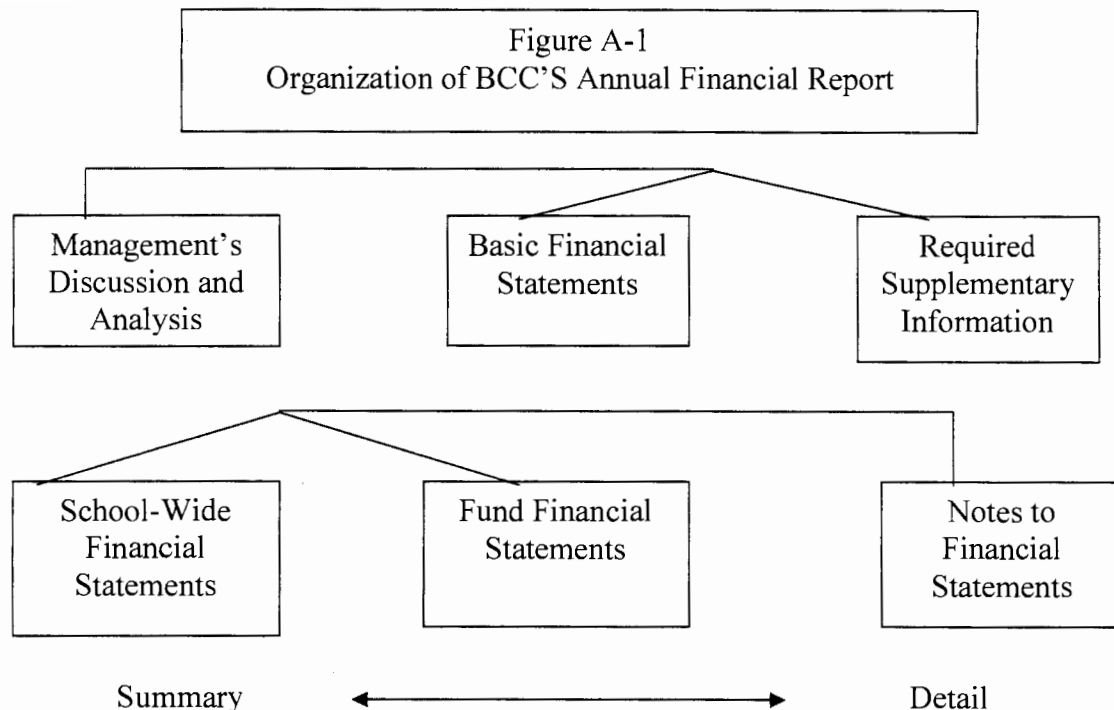 Figure A-1
Organization of BCC'S Annual Financial Report
Management's
Discussion and
Analysis
Basic Financial
Statements
Required
Supplementary
Information
School-Wide
Financial
Statements
Fund Financial
Statements
Notes to
Financial
Statements
Summary
Detail